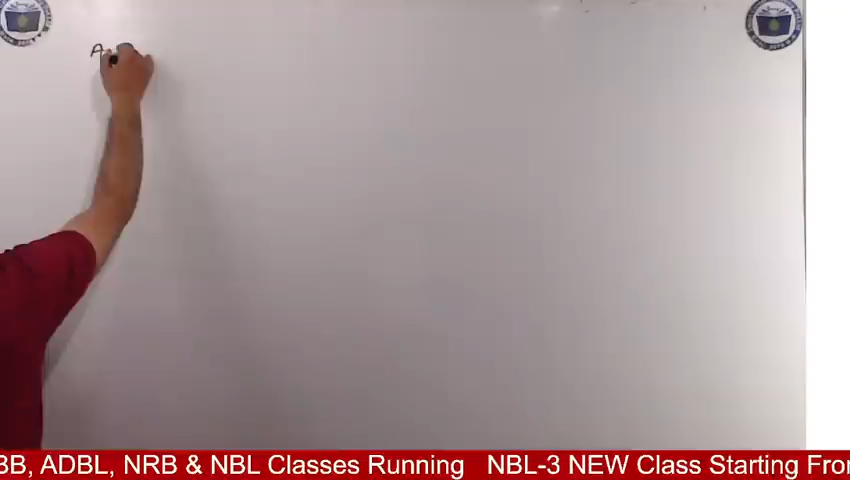 A
BB, ADBL, NRB & NBL Classes Running NBL-3 NEW Class Starting Fro